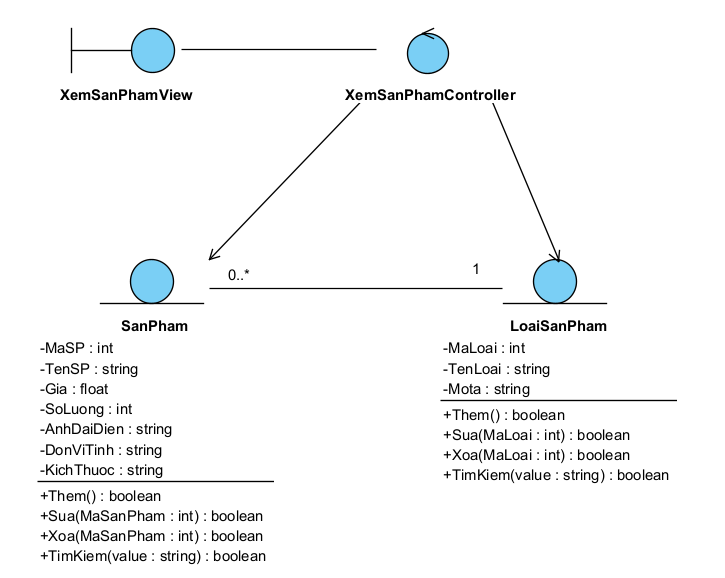 XemSanPhamView
XemSanPhamController
0..*
1
SanPham
-MaSP : int
-TenSP : string
-Gia : float
-SoLuong : int
-AnhDaiDien : string
-DonViTinh : string
-KichThuoc : string
+Them() : boolean
+Sua(MaSanPham : int) : boolean
+Xoa(MaSanPham : int) : boolean
+TimKiem(value : string) : boolean
LoaiSanPham
-MaLoai : int
-TenLoai : string
-Mota : string
+Them() : boolean
+Sua(MaLoai : int) : boolean
+Xoa(MaLoai : int) : boolean
+TimKiem(value : string) : boolean